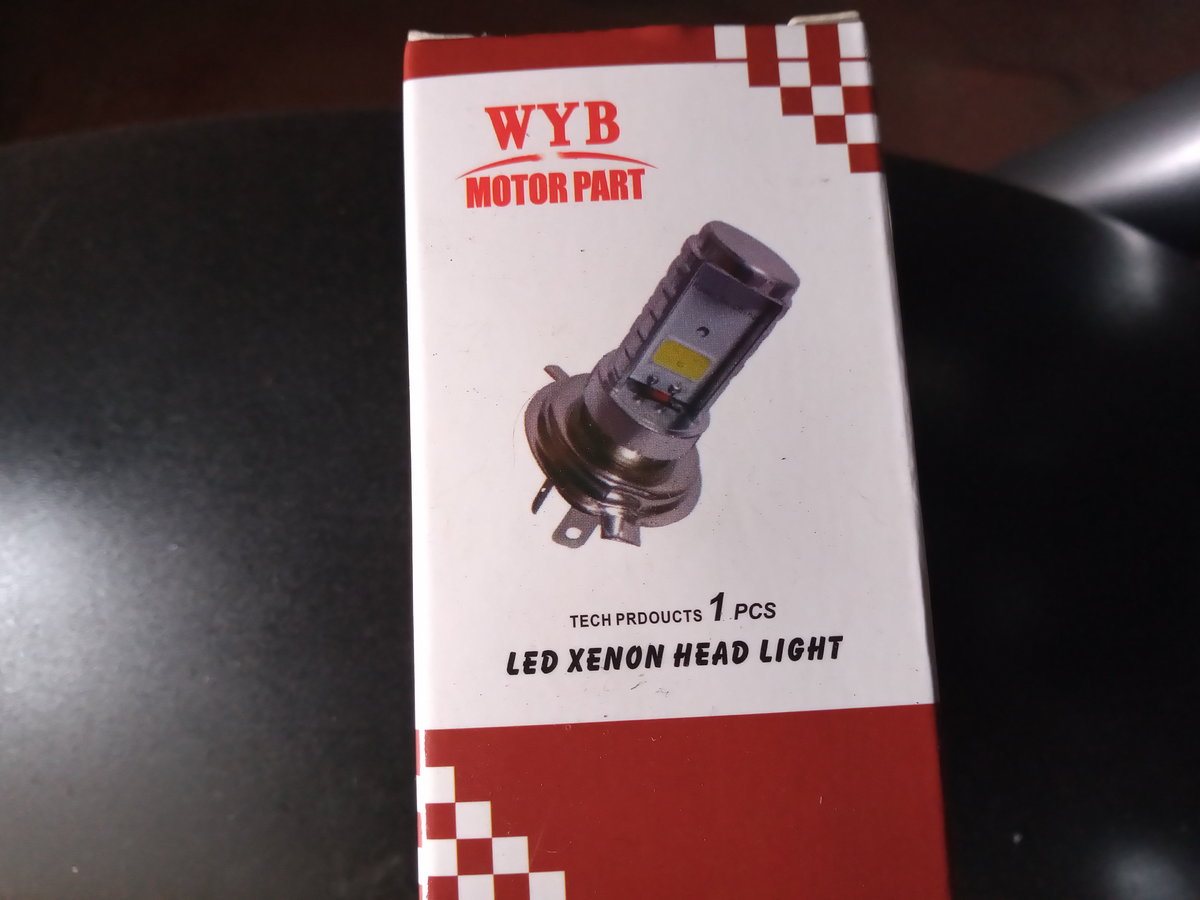 WYB
MOTOR PART
TECH PRDOUCTS 1 PCS
LED XENON HEAD LIGHT